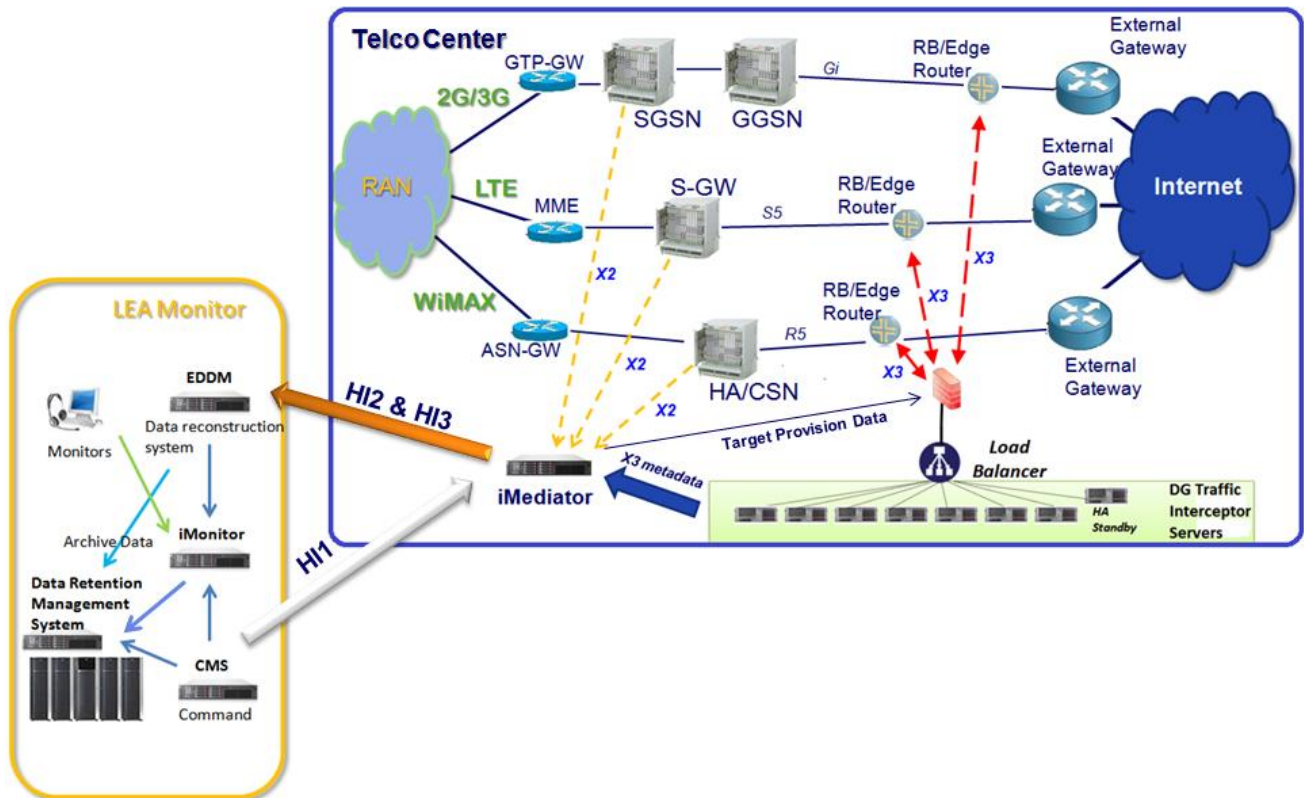 Telco Center
GTP-GW
2G/3G
SGSN
GGSN
Gi
RB/Edge
Router
External
Gateway
RAN
LTE
MME
S-GW
S5
RB/Edge
Router
External
Gateway
Internet
X2
X3
X3
WiMAX
ASN-GW
X2
HA/CSN
R5
RB/Edge
Router
X3
External
Gateway
X2
Target Provision Data
iMediator
X3 metadata
Load
Balancer
HA
Standby
DG Traffic
Interceptor
Servers
HI2 & HI3
HI1
LEA Monitor
EDDM
Data reconstruction
system
Monitors
Archive Data
iMonitor
Data Retention
Management
System
CMS
Command